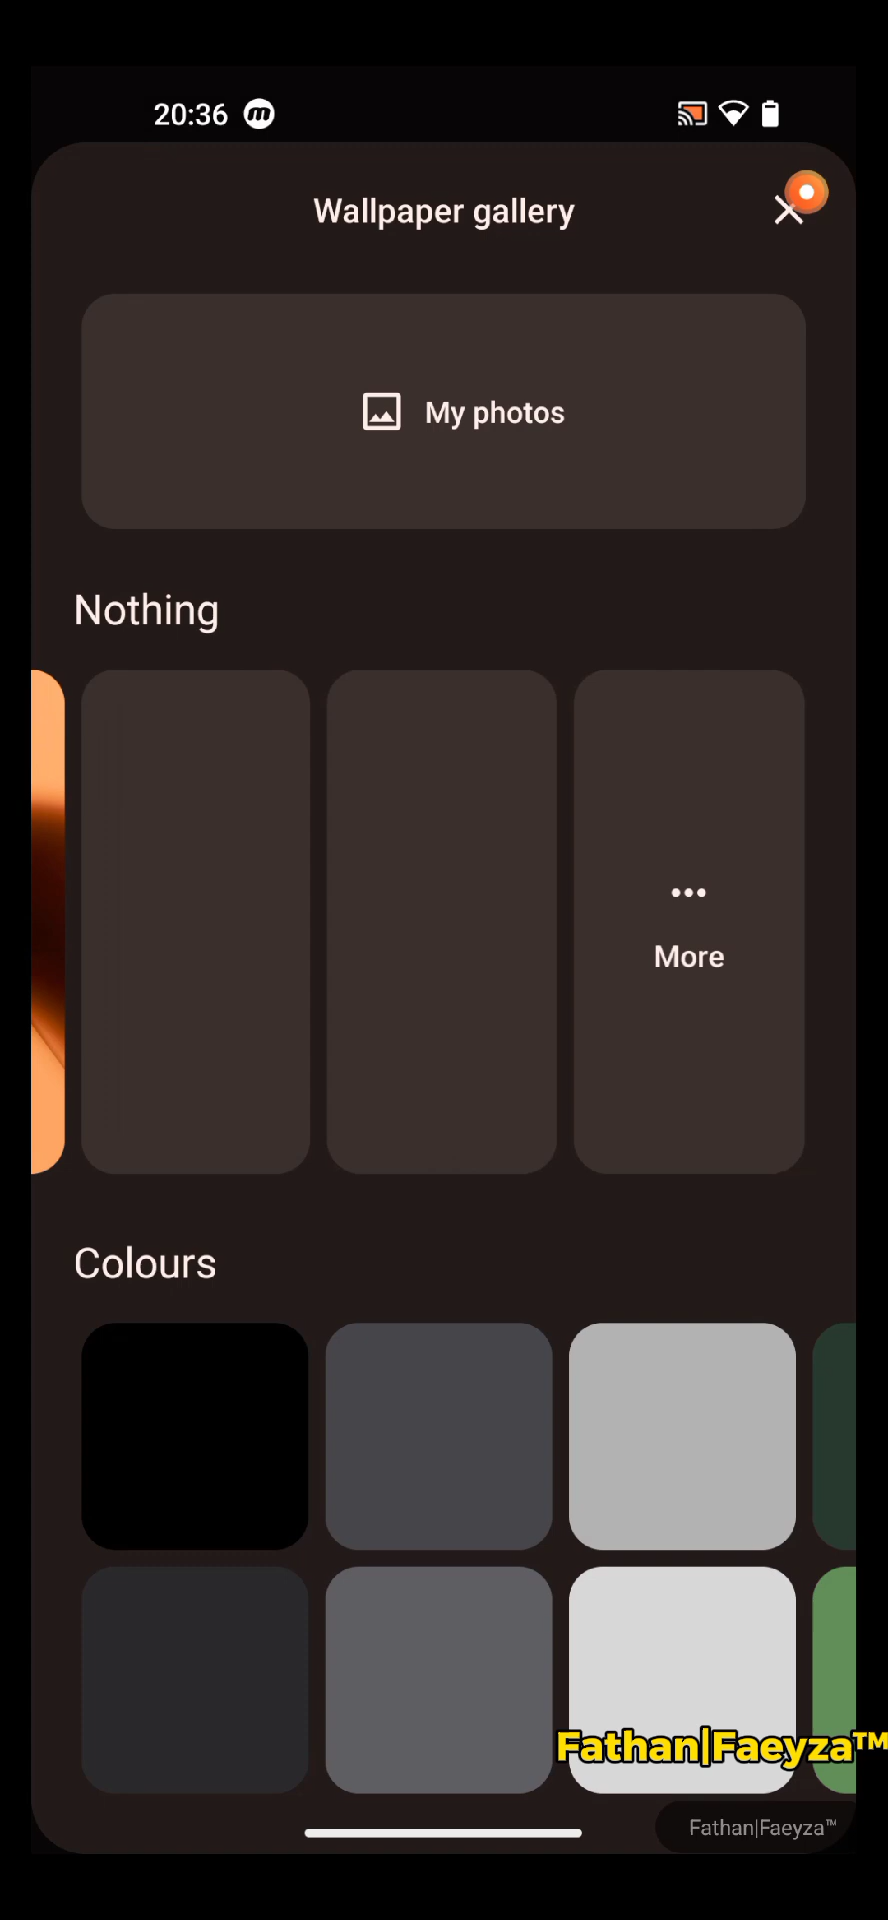 20:36
Wallpaper gallery
My photos
Nothing
More
Colours
Fathan|Faeyza™
Fathan|Faeyza™